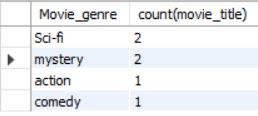 Movie_genre count(movie_title)
Sci-fi 2
mystery 2
action 1
comedy 1